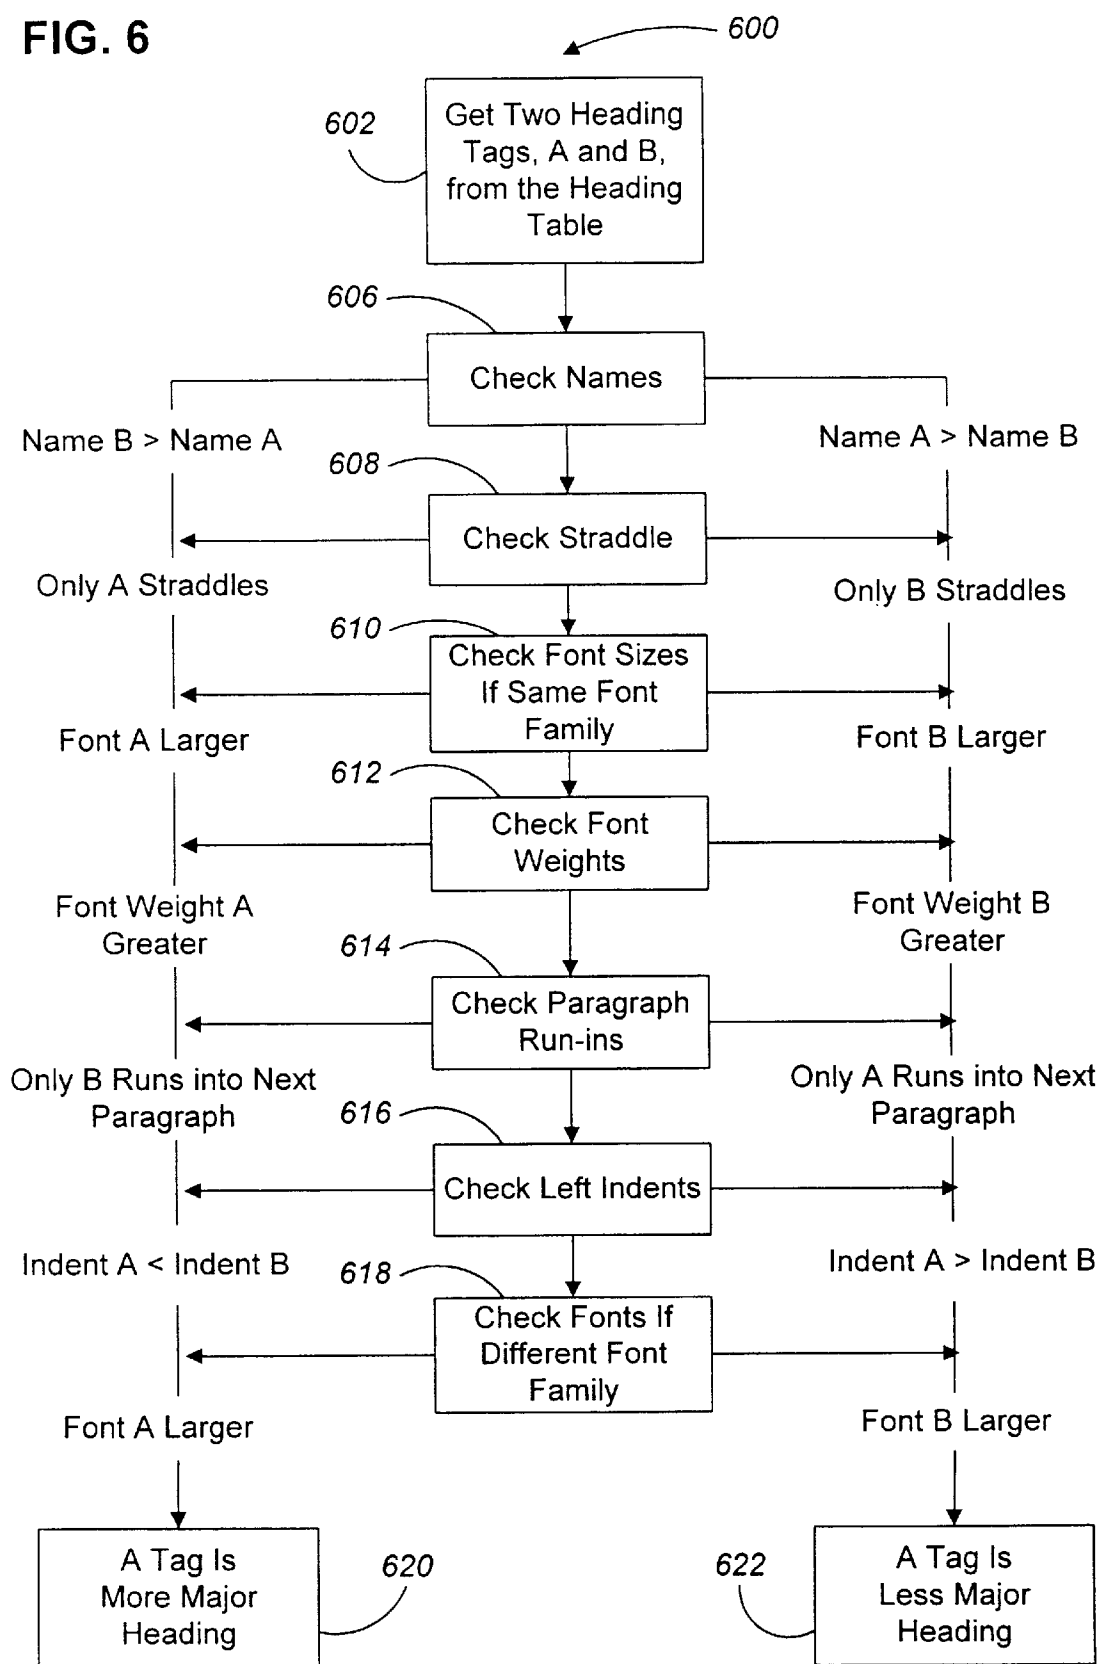 FIG. 6
600
602
Get Two Heading
Tags, A and B,
from the Heading
Table
606
Check Names
Name B > Name A
Name A > Name B
608
Check Straddle
Only A Straddles
Only B Straddles
610
Check Font Sizes
If Same Font
Family
Font A Larger
Font B Larger
612
Check Font
Weights
Font Weight A
Greater
Font Weight B
Greater
614
Check Paragraph
Run-ins
Only B Runs into Next
Paragraph
Only A Runs into Next
Paragraph
616
Check Left Indents
Indent A < Indent B
Indent A > Indent B
618
Check Fonts If
Different Font
Family
Font A Larger
Font B Larger
A Tag Is
More Major
Heading
620
622
A Tag Is
Less Major
Heading